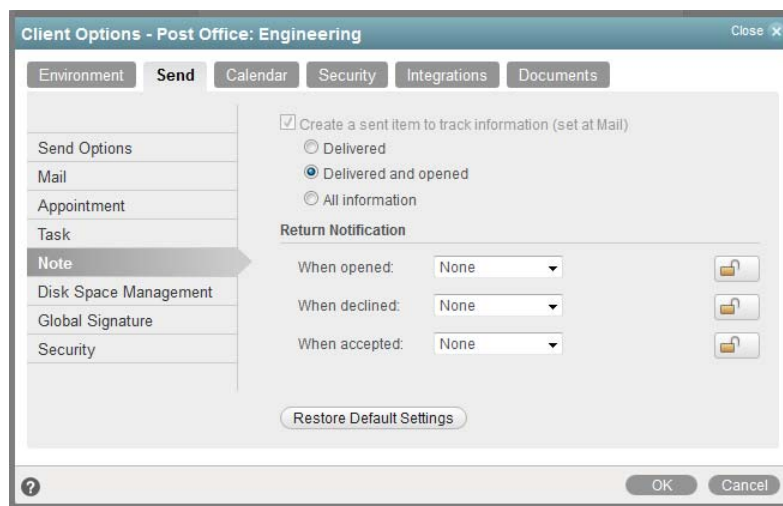 Client Options - Post Office: Engineering
Close
Environment
Send
Calendar
Security
Integrations
Documents
Send Options
Mail
Appointment
Task
Note
Disk Space Management
Global Signature
Security
Create a sent item to track information (set at Mail)
Delivered
Delivered and opened
All information
Return Notification
When opened: None
When declined: None
When accepted: None
Restore Default Settings
?
OK
Cancel